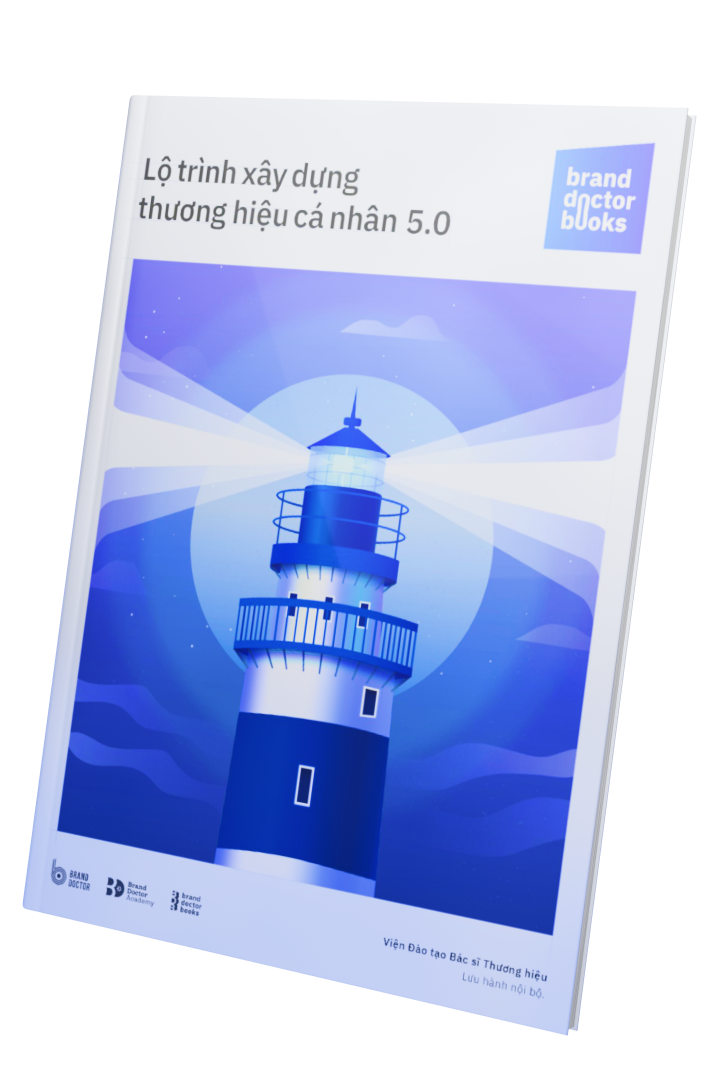 Lộ trình xây dựng
thương hiệu cá nhân 5.0
brand
doctor
books
BRAND
DOCTOR
Brand
Doctor
Academy
brand
doctor
books
Viện Đào tạo Bác sĩ Thương hiệu
Lưu hành nội bộ.